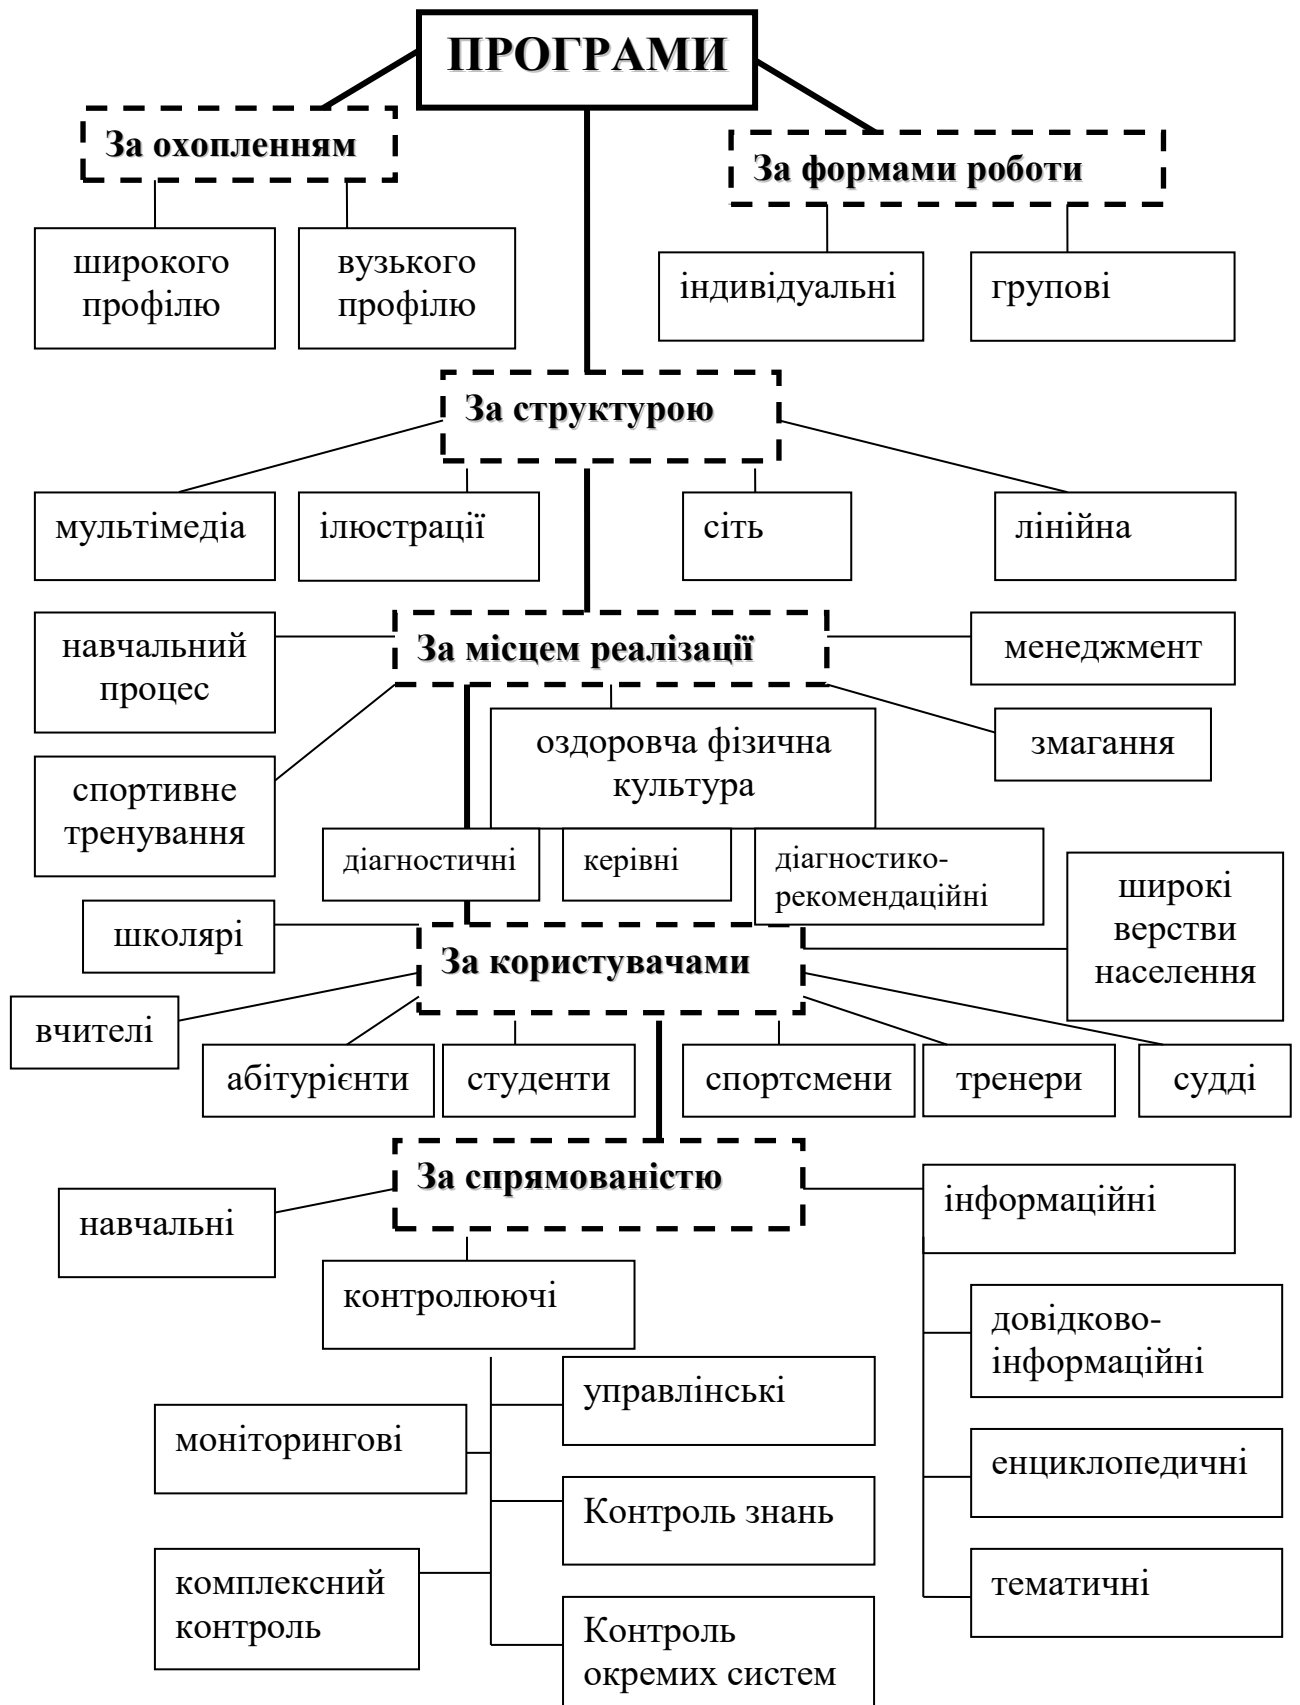 ПРОГРАМИ
За охопленням
За формами роботи
широкого
профілю
вузького
профілю
індивідуальні
групові
За структурою
мультімедіа
ілюстрації
сіть
лінійна
навчальний
процес
За місцем реалізації
менеджмент
оздоровча фізична
культура
змагання
спортивне
тренування
діагностичні
керівні
діагностико-
рекомендаційні
широкі
верстви
населення
школярі
За користувачами
вчителі
абітурієнти
студенти
спортсмени
тренери
судді
За спрямованістю
навчальні
інформаційні
контролюючі
довідково-
інформаційні
управлінські
моніторингові
енциклопедичні
Контроль знань
комплексний
контроль
тематичні
Контроль
окремих систем